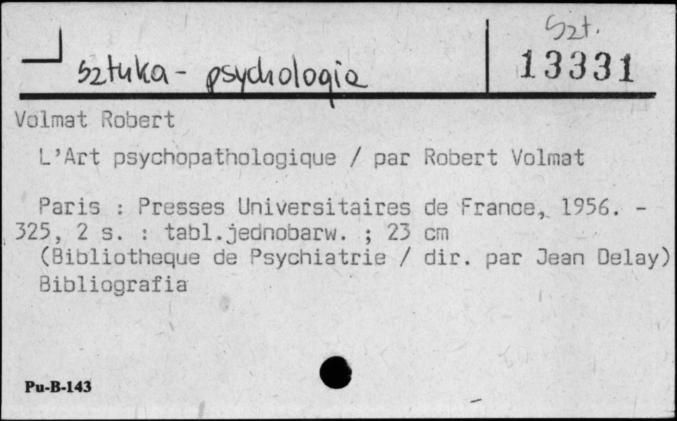 Szt.
sztuka - psychologia
13331
Volmat Robert
L'Art psychopathologique / par Robert Volmat
Paris : Presses Universitaires de France, 1956. -
325, 2 s. : tabl.jednobarw. ; 23 cm
(Bibliotheque de Psychiatrie / dir. par Jean Delay)
Bibliografia
Pu-B-143